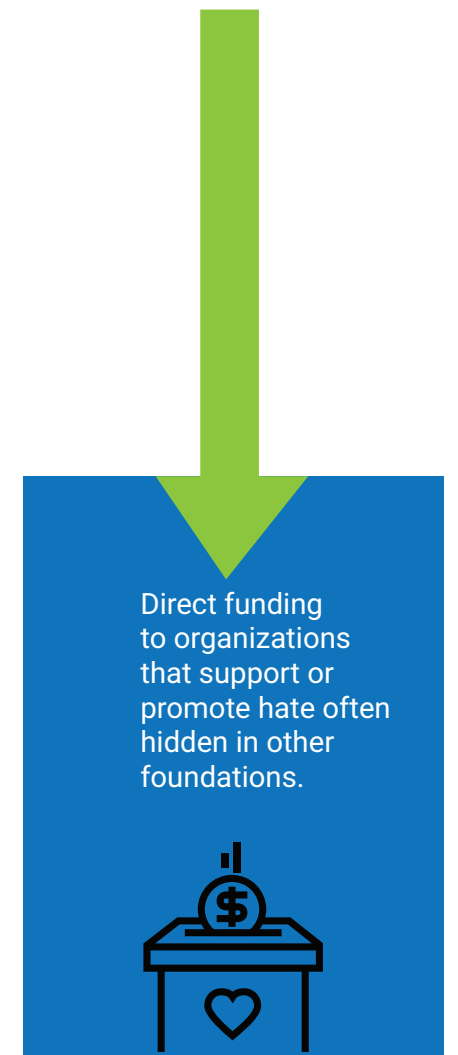 Direct funding
to organizations
that support or
promote hate often
hidden in other
foundations.
$